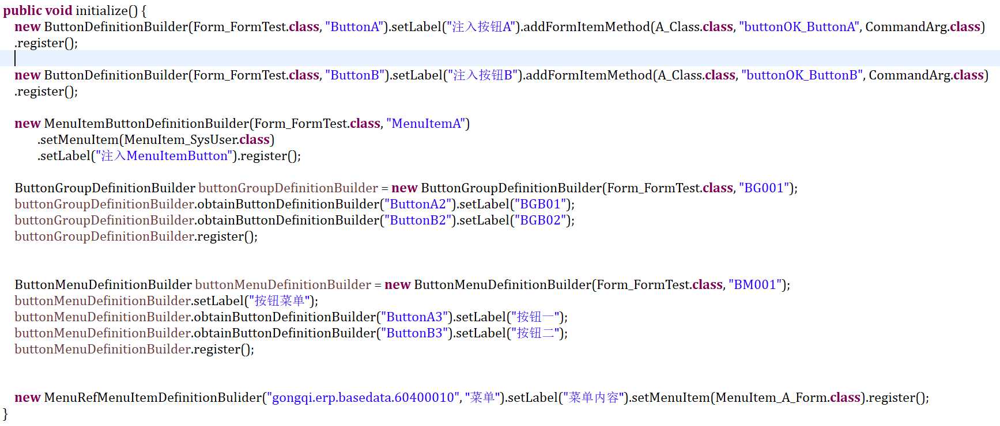 public void initialize() {
new ButtonDefinitionBuilder(Form_FormTest.class, "ButtonA").setLabel("注入按钮A").addFormItemMethod(A_Class.class, "buttonOK_ButtonA", CommandArg.class)
.register();
new ButtonDefinitionBuilder(Form_FormTest.class, "ButtonB").setLabel("注入按钮B").addFormItemMethod(A_Class.class, "buttonOK_ButtonB", CommandArg.class)
.register();
new MenuItemButtonDefinitionBuilder(Form_FormTest.class, "MenuItemA")
.setMenuItem(MenuItem_SysUser.class)
.setLabel("注入MenuItemButton").register();
ButtonGroupDefinitionBuilder buttonGroupDefinitionBuilder = new ButtonGroupDefinitionBuilder(Form_FormTest.class, "BG001");
buttonGroupDefinitionBuilder.obtainButtonDefinitionBuilder("ButtonA2").setLabel("BGB01");
buttonGroupDefinitionBuilder.obtainButtonDefinitionBuilder("ButtonB2").setLabel("BGB02");
buttonGroupDefinitionBuilder.register();
ButtonMenuDefinitionBuilder buttonMenuDefinitionBuilder = new ButtonMenuDefinitionBuilder(Form_FormTest.class, "BM001");
buttonMenuDefinitionBuilder.setLabel("按钮菜单");
buttonMenuDefinitionBuilder.obtainButtonDefinitionBuilder("ButtonA3").setLabel("按钮一");
buttonMenuDefinitionBuilder.obtainButtonDefinitionBuilder("ButtonB3").setLabel("按钮二");
buttonMenuDefinitionBuilder.register();
new MenuRefMenuItemDefinitionBulider("gongqi.erp.basedata.60400010", "菜单").setLabel("菜单内容").setMenuItem(MenuItem_A_Form.class).register();
}